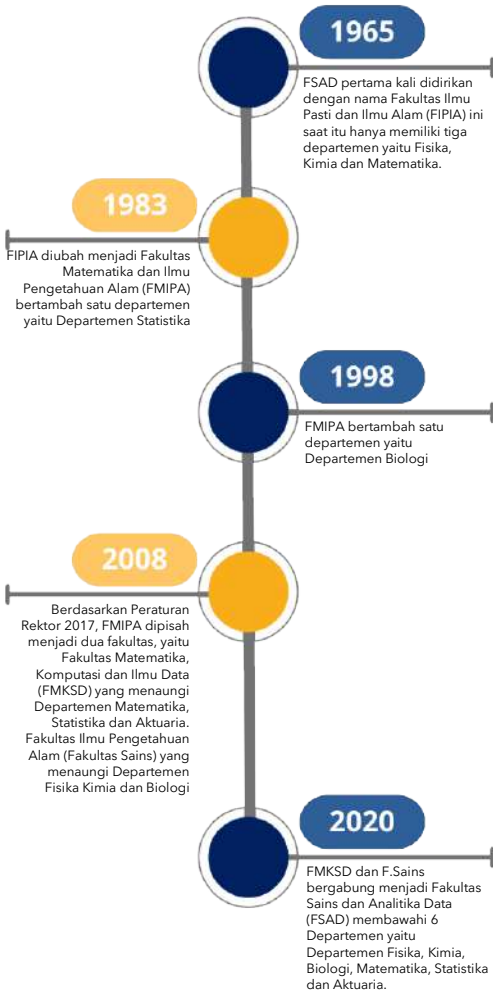 1965
FSAD pertama kali didirikan
dengan nama Fakultas Ilmu
Pasti dan Ilmu Alam (FIPIA) ini
saat itu hanya memiliki tiga
departemen yaitu Fisika,
Kimia dan Matematika.
1983
FIPIA diubah menjadi Fakultas
Matematika dan Ilmu
Pengetahuan Alam (FMIPA)
bertambah satu departemen
yaitu Departemen Statistika
1998
FMIPA bertambah satu
departemen yaitu
Departemen Biologi
2008
Berdasarkan Peraturan
Rektor 2017, FMIPA dipisah
menjadi dua fakultas, yaitu
Fakultas Matematika,
Komputasi dan Ilmu Data
(FMKSD) yang menaungi
Departemen Matematika,
Statistika dan Aktuaria.
Fakultas Ilmu Pengetahuan
Alam (Fakultas Sains) yang
menaungi Departemen
Fisika Kimia dan Biologi
2020
FMKSD dan F.Sains
bergabung menjadi Fakultas
Sains dan Analitika Data
(FSAD) membawahi 6
Departemen yaitu
Departemen Fisika, Kimia,
Biologi, Matematika, Statistika
dan Aktuaria.